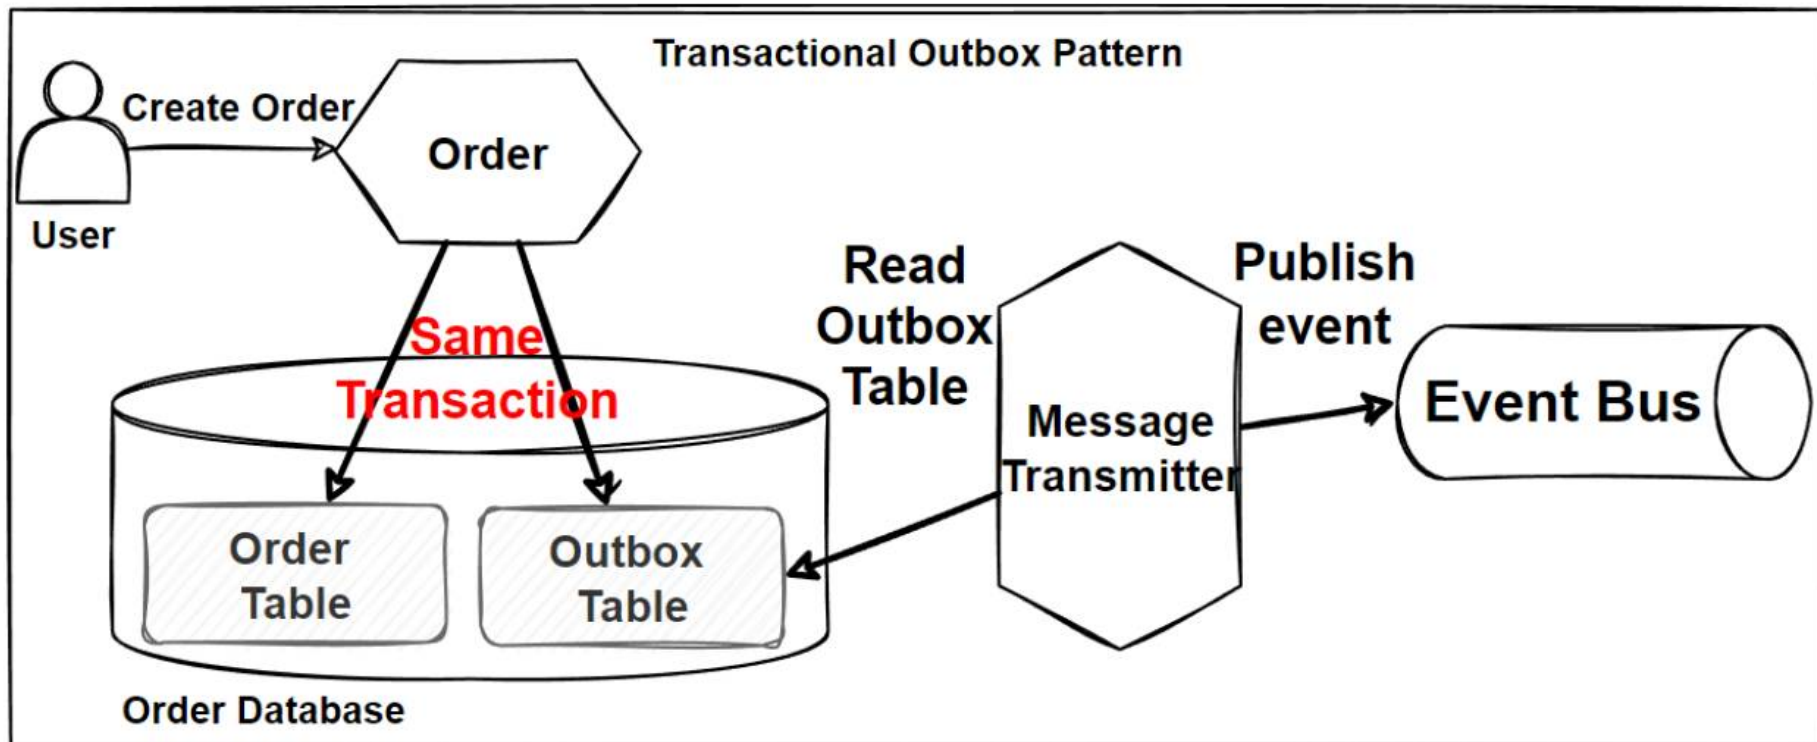 Transactional Outbox Pattern
Create Order
Order
User
Same
Transaction
Read
Outbox
Table
Publish
event
Message
Transmitter
Event Bus
Order
Table
Outbox
Table
Order Database